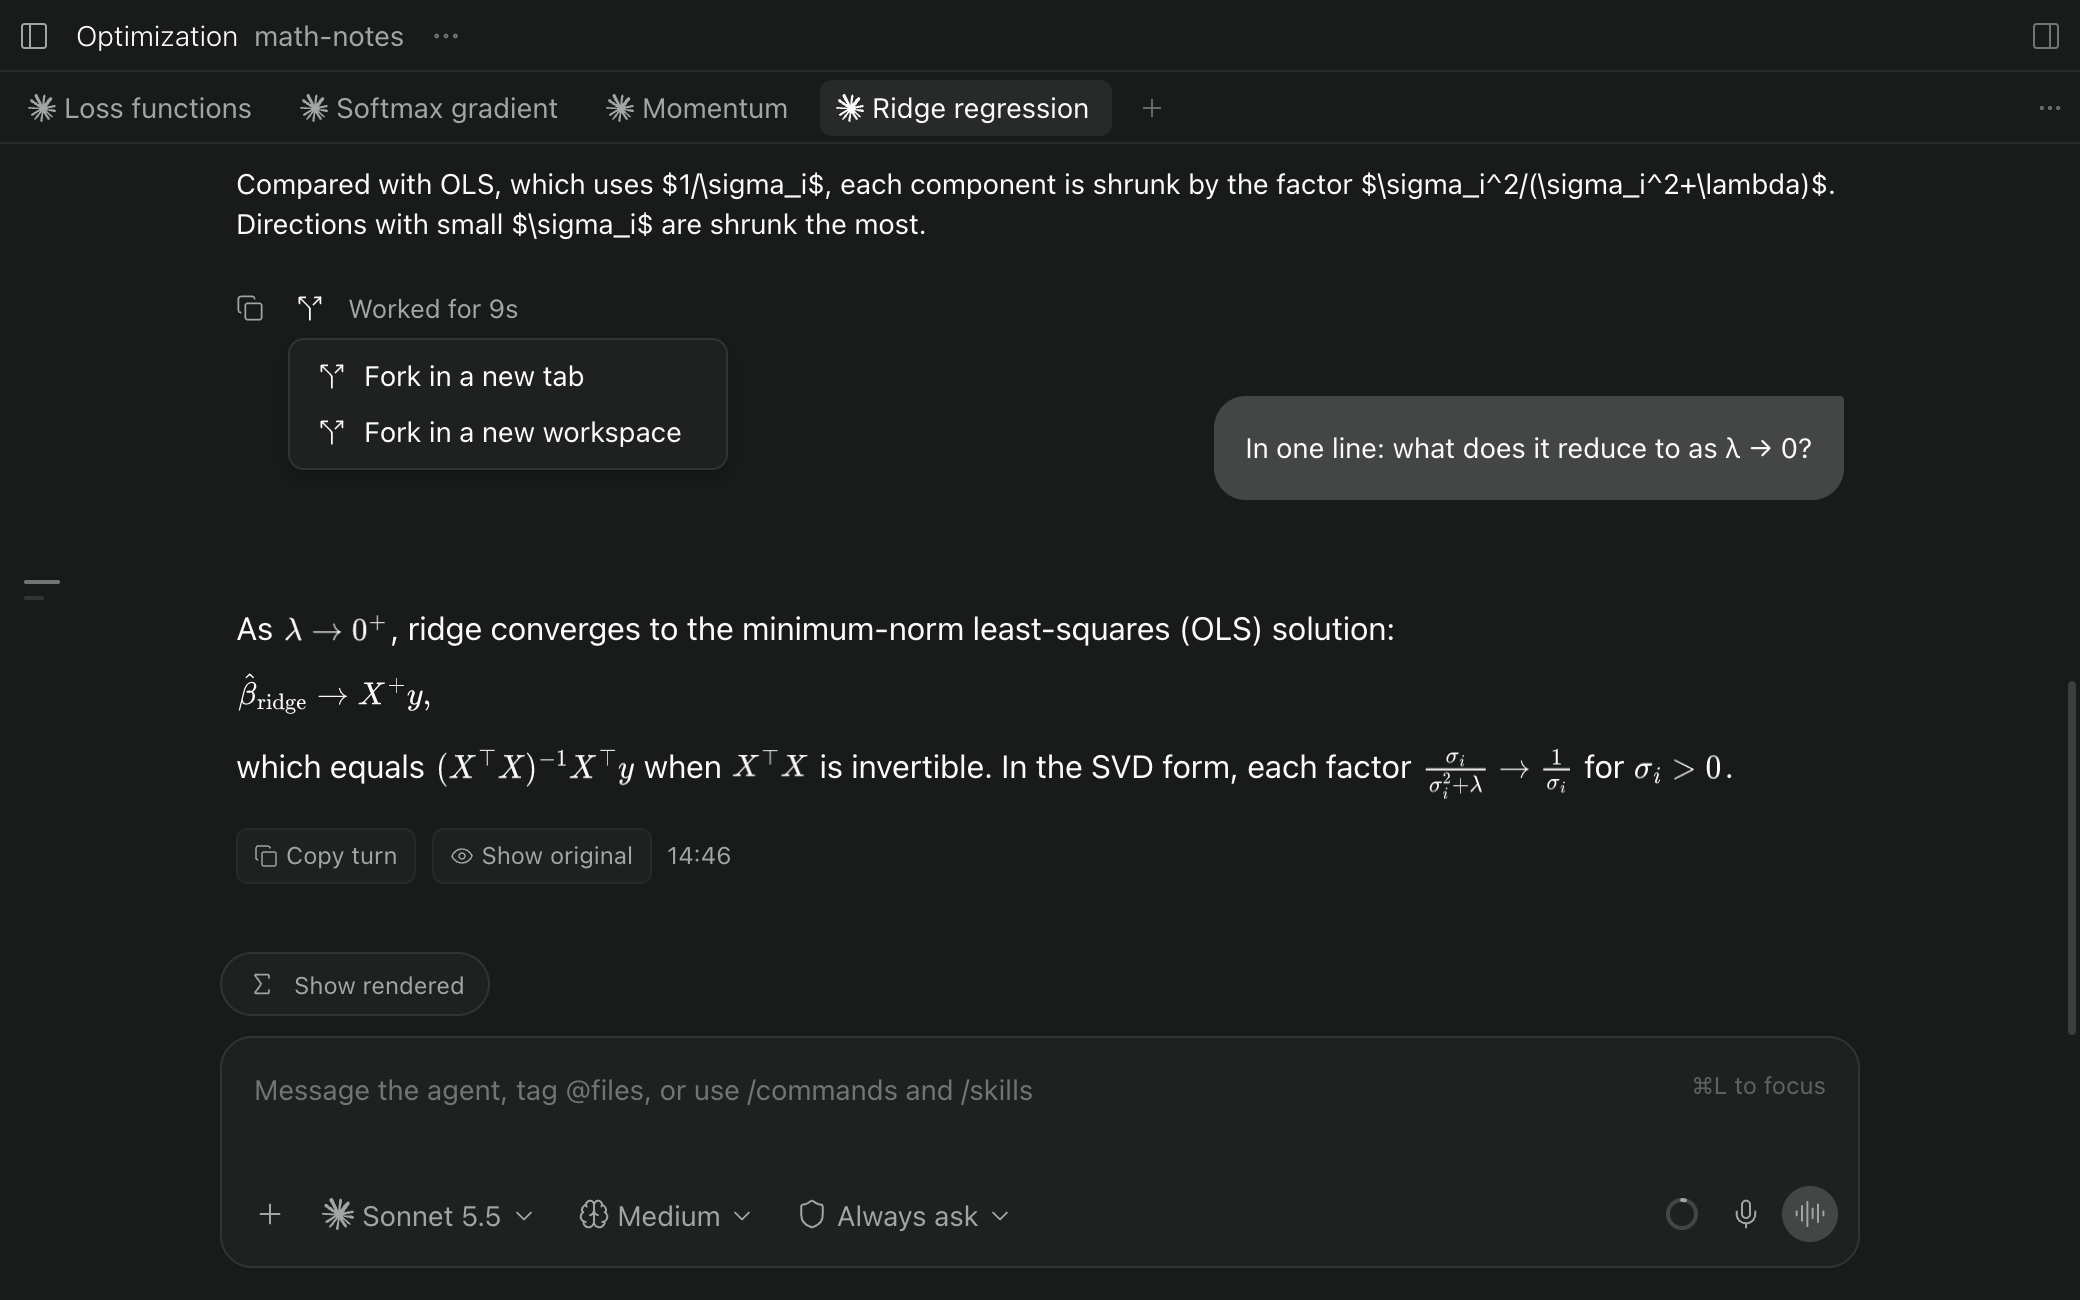 Optimization math-notes ···
Loss functions Softmax gradient Momentum Ridge regression + ···
Compared with OLS, which uses $1/\sigma_i$, each component is shrunk by the factor $\sigma_i^2/(\sigma_i^2+\lambda)$.
Directions with small $\sigma_i$ are shrunk the most.
Worked for 9s
Fork in a new tab
Fork in a new workspace
In one line: what does it reduce to as λ → 0?
As λ → 0⁺, ridge converges to the minimum-norm least-squares (OLS) solution:
β̂_ridge → X⁺y,
which equals (X^⊤X)⁻¹X^⊤y when X^⊤X is invertible. In the SVD form, each factor σ_i/(σ_i²+λ) → 1/σ_i for σ_i > 0.
Copy turn Show original 14:46
Σ Show rendered
Message the agent, tag @files, or use /commands and /skills ⌘L to focus
+ Sonnet 5.5 Medium Always ask